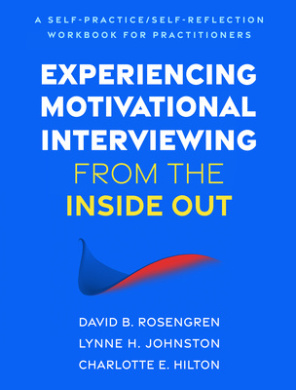 A SELF-PRACTICE/SELF-REFLECTION
WORKBOOK FOR PRACTITIONERS
EXPERIENCING
MOTIVATIONAL
INTERVIEWING
FROM THE
INSIDE OUT
DAVID B. ROSENGREN
LYNNE H. JOHNSTON
CHARLOTTE E. HILTON